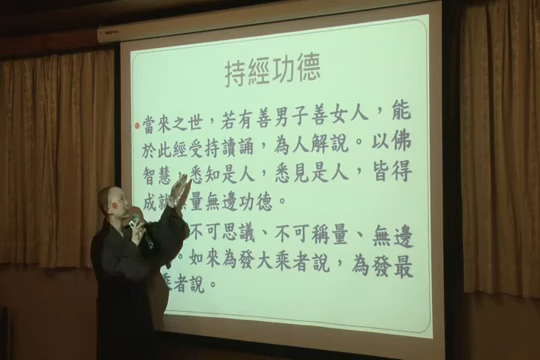 持經功德
當來之世，若有善男子善女人，能
於此經受持讀誦，為人解說。以佛
智慧，悉知是人，悉見是人，皆得
成就無量無邊功德。
不可思議、不可稱量、無邊
。如來為發大乘者說，為發最
乘者說。